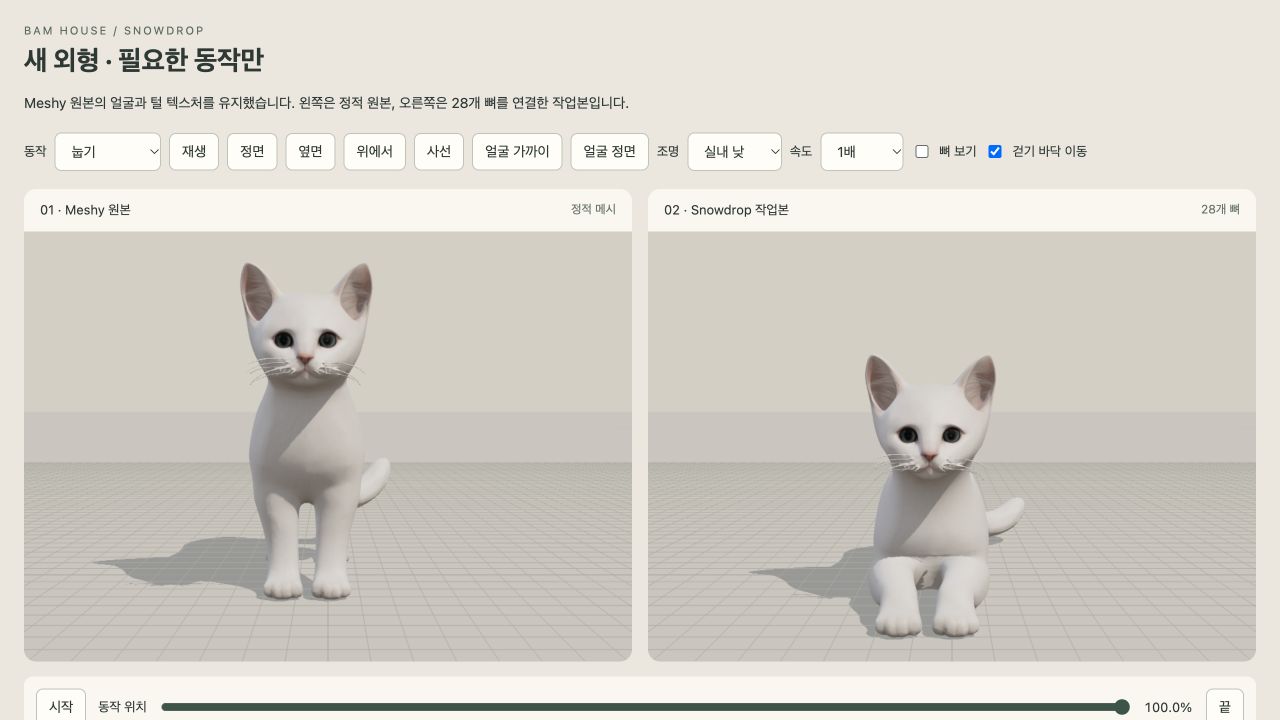 BAM HOUSE / SNOWDROP
새 외형 · 필요한 동작만
Meshy 원본의 얼굴과 털 텍스처를 유지했습니다. 왼쪽은 정적 원본, 오른쪽은 28개 뼈를 연결한 작업본입니다.
동작 눕기 재생 정면 옆면 위에서 사선 얼굴 가까이 얼굴 정면 조명 실내 낮 속도 1배 뼈 보기 걷기 바닥 이동
01 · Meshy 원본 정적 메시
02 · Snowdrop 작업본 28개 뼈
시작 동작 위치 100.0% 끝